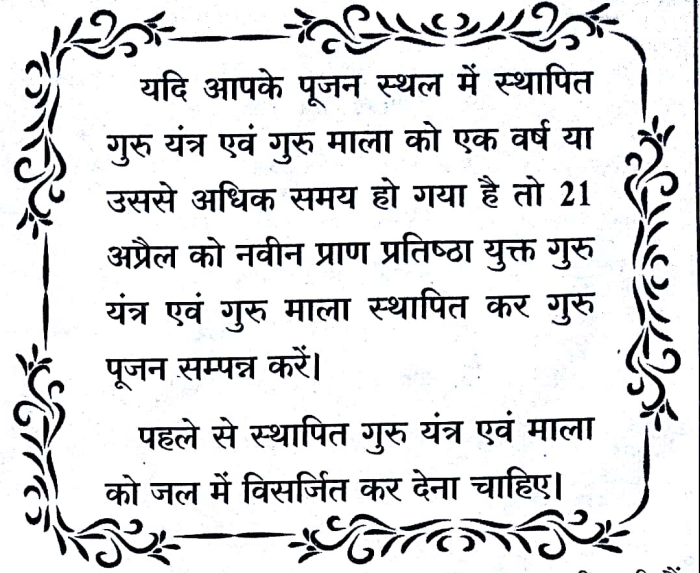 यदि आपके पूजन स्थल में स्थापित
गुरु यंत्र एवं गुरु माला को एक वर्ष या
उससे अधिक समय हो गया है तो 21
अप्रैल को नवीन प्राण प्रतिष्ठा युक्त गुरु
यंत्र एवं गुरु माला स्थापित कर गुरु
पूजन सम्पन्न करें।
पहले से स्थापित गुरु यंत्र एवं माला
को जल में विसर्जित कर देना चाहिए।